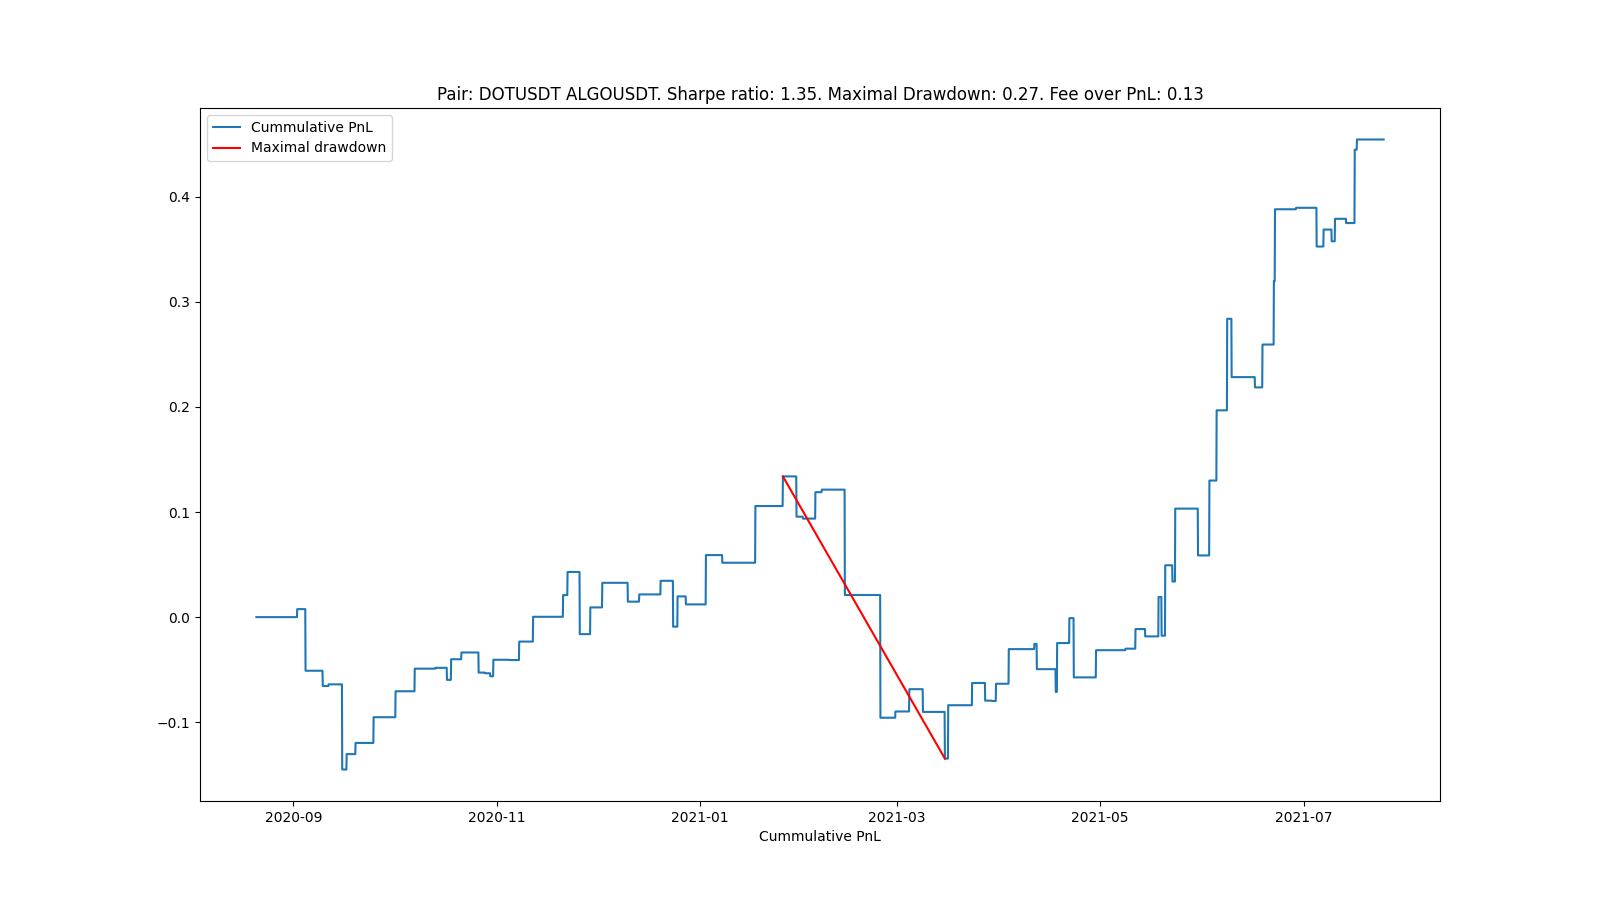 Pair: DOTUSDT ALGOUSDT. Sharpe ratio: 1.35. Maximal Drawdown: 0.27. Fee over PnL: 0.13
Cummulative PnL
Maximal drawdown
0.4
0.3
0.2
0.1
0.0
−0.1
2020-09 2020-11 2021-01 2021-03 2021-05 2021-07
Cummulative PnL